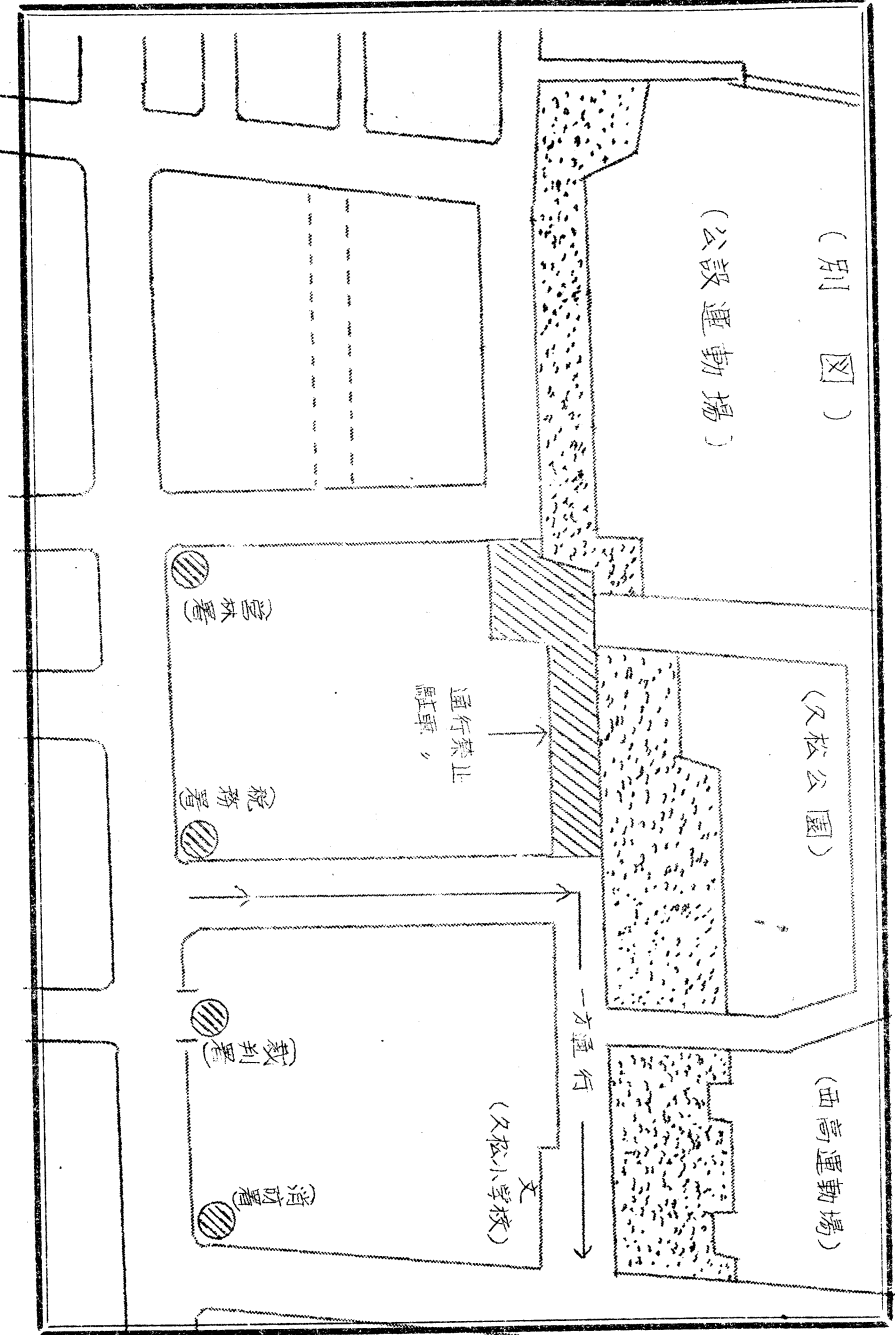 (別 図)
(公設運動場)
(久松公園)
(西高運動場)
通行禁止
駐車 〃
一方通行
文
(久松小学校)
(営林署)
(税務署)
(裁判署)
(消防署)